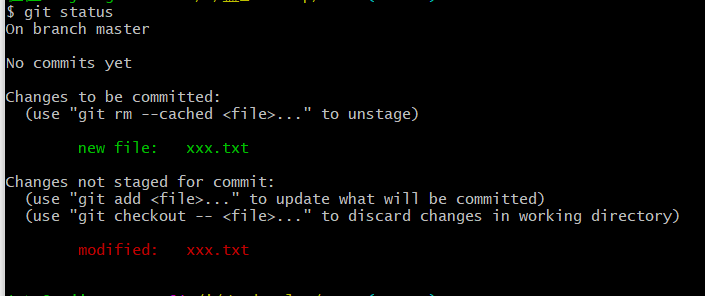 $ git status
On branch master
No commits yet
Changes to be committed:
(use "git rm --cached <file>..." to unstage)
new file: xxx.txt
Changes not staged for commit:
(use "git add <file>..." to update what will be committed)
(use "git checkout -- <file>..." to discard changes in working directory)
modified: xxx.txt